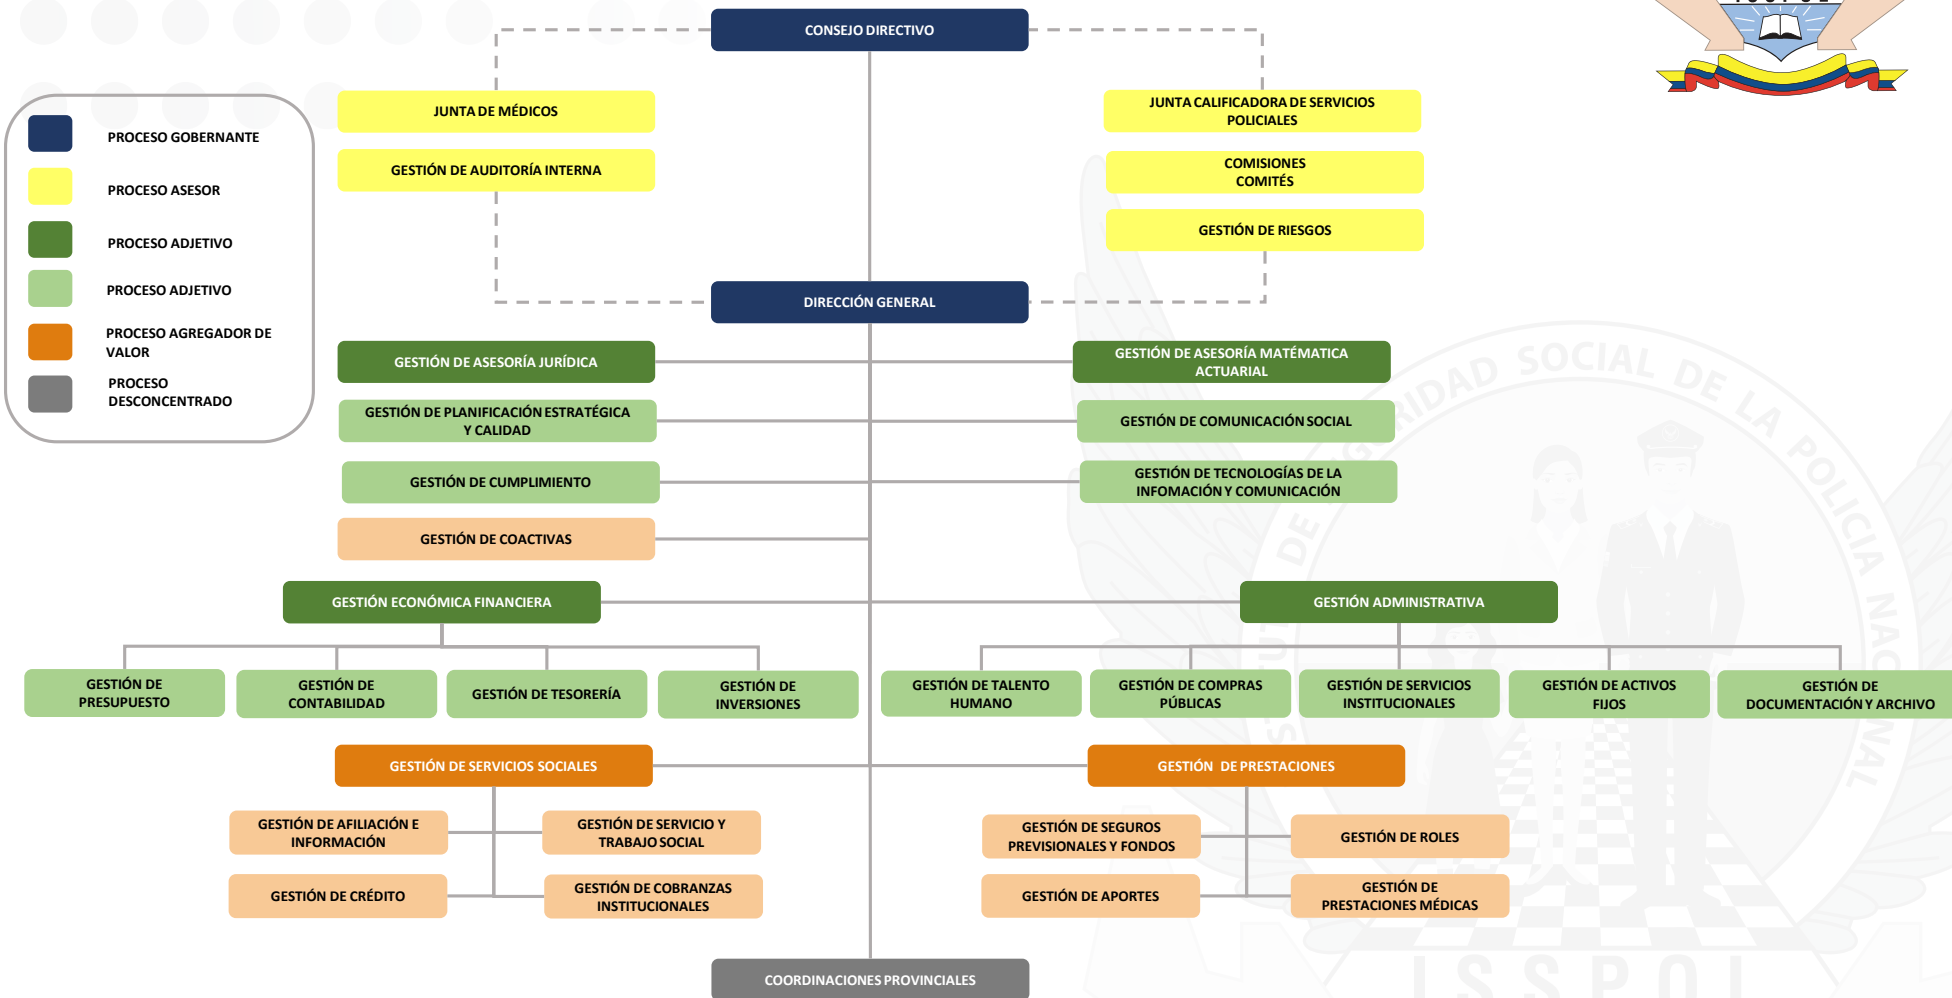 CONSEJO DIRECTIVO
JUNTA DE MÉDICOS
JUNTA CALIFICADORA DE SERVICIOS
POLICIALES
PROCESO GOBERNANTE
GESTIÓN DE AUDITORÍA INTERNA
COMISIONES
COMITÉS
PROCESO ASESOR
GESTIÓN DE RIESGOS
PROCESO ADJETIVO
PROCESO ADJETIVO
PROCESO AGREGADOR DE
VALOR
PROCESO
DESCONCENTRADO
DIRECCIÓN GENERAL
GESTIÓN DE ASESORÍA JURÍDICA
GESTIÓN DE ASESORÍA MATÉMATICA
ACTUARIAL
GESTIÓN DE PLANIFICACIÓN ESTRATÉGICA
Y CALIDAD
GESTIÓN DE COMUNICACIÓN SOCIAL
GESTIÓN DE CUMPLIMIENTO
GESTIÓN DE TECNOLOGÍAS DE LA
INFOMACIÓN Y COMUNICACIÓN
GESTIÓN DE COACTIVAS
GESTIÓN ECONÓMICA FINANCIERA
GESTIÓN ADMINISTRATIVA
GESTIÓN DE
PRESUPUESTO
GESTIÓN DE
CONTABILIDAD
GESTIÓN DE TESORERÍA
GESTIÓN DE
INVERSIONES
GESTIÓN DE TALENTO
HUMANO
GESTIÓN DE COMPRAS
PÚBLICAS
GESTIÓN DE SERVICIOS
INSTITUCIONALES
GESTIÓN DE ACTIVOS
FIJOS
GESTIÓN DE
DOCUMENTACIÓN Y ARCHIVO
GESTIÓN DE SERVICIOS SOCIALES
GESTIÓN DE PRESTACIONES
GESTIÓN DE AFILIACIÓN E
INFORMACIÓN
GESTIÓN DE SERVICIO Y
TRABAJO SOCIAL
GESTIÓN DE SEGUROS
PREVISIONALES Y FONDOS
GESTIÓN DE ROLES
GESTIÓN DE CRÉDITO
GESTIÓN DE COBRANZAS
INSTITUCIONALES
GESTIÓN DE APORTES
GESTIÓN DE
PRESTACIONES MÉDICAS
COORDINACIONES PROVINCIALES
DE SEGURIDAD SOCIAL DE LA POLICIA NACIONAL